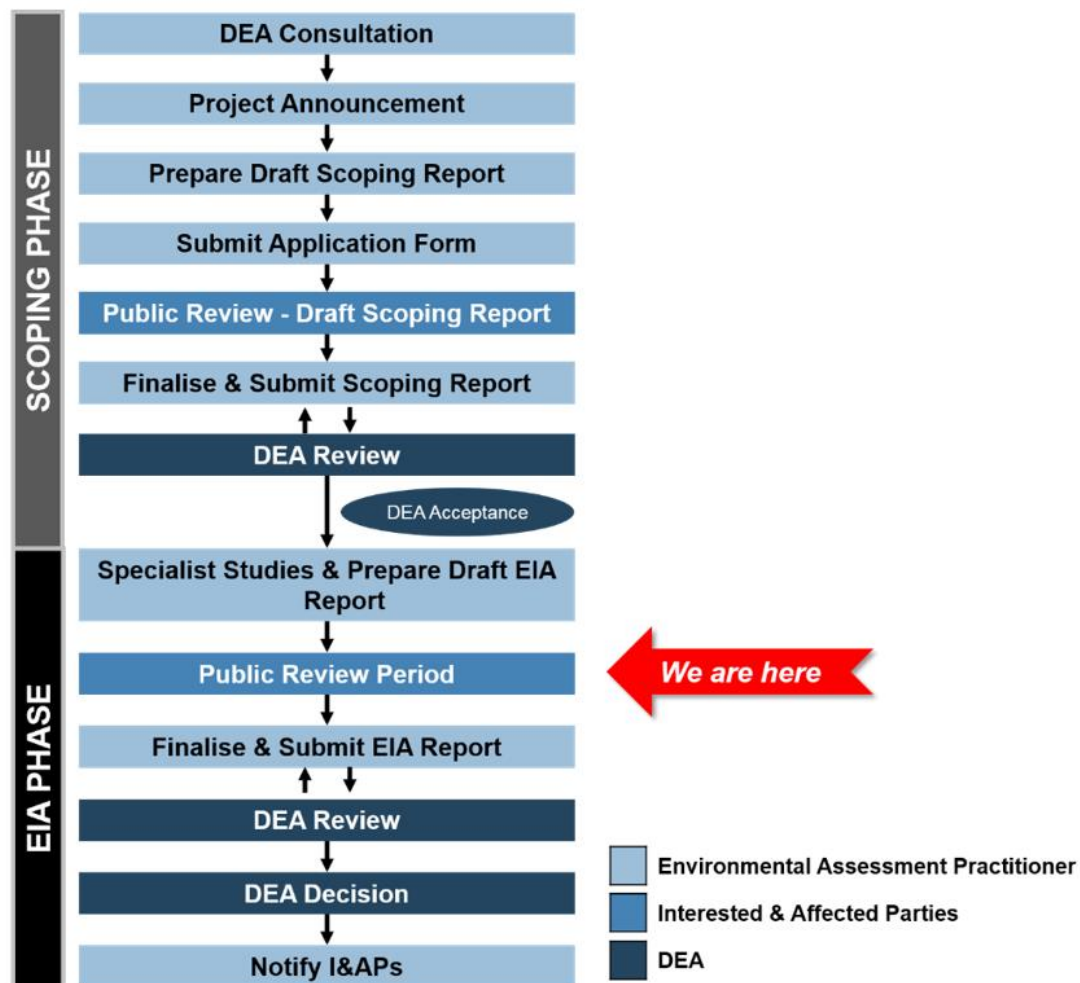 SCOPING PHASE
DEA Consultation
Project Announcement
Prepare Draft Scoping Report
Submit Application Form
Public Review - Draft Scoping Report
Finalise & Submit Scoping Report
DEA Review
DEA Acceptance
EIA PHASE
Specialist Studies & Prepare Draft EIA
Report
Public Review Period
We are here
Finalise & Submit EIA Report
DEA Review
DEA Decision
Notify I&APs
Environmental Assessment Practitioner
Interested & Affected Parties
DEA